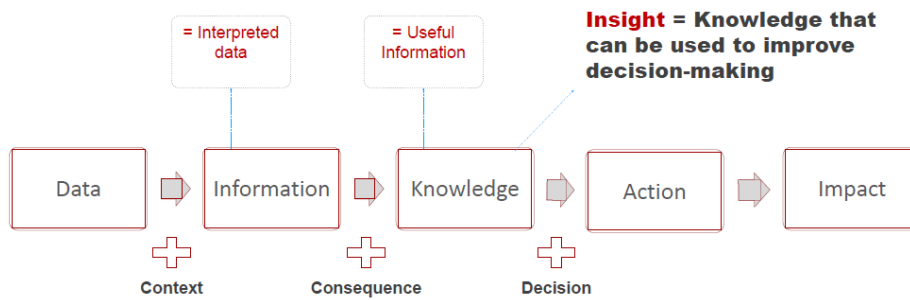 = Interpreted
data
= Useful
Information
Insight = Knowledge that
can be used to improve
decision-making
Data
Information
Knowledge
Action
Impact
Context
Consequence
Decision